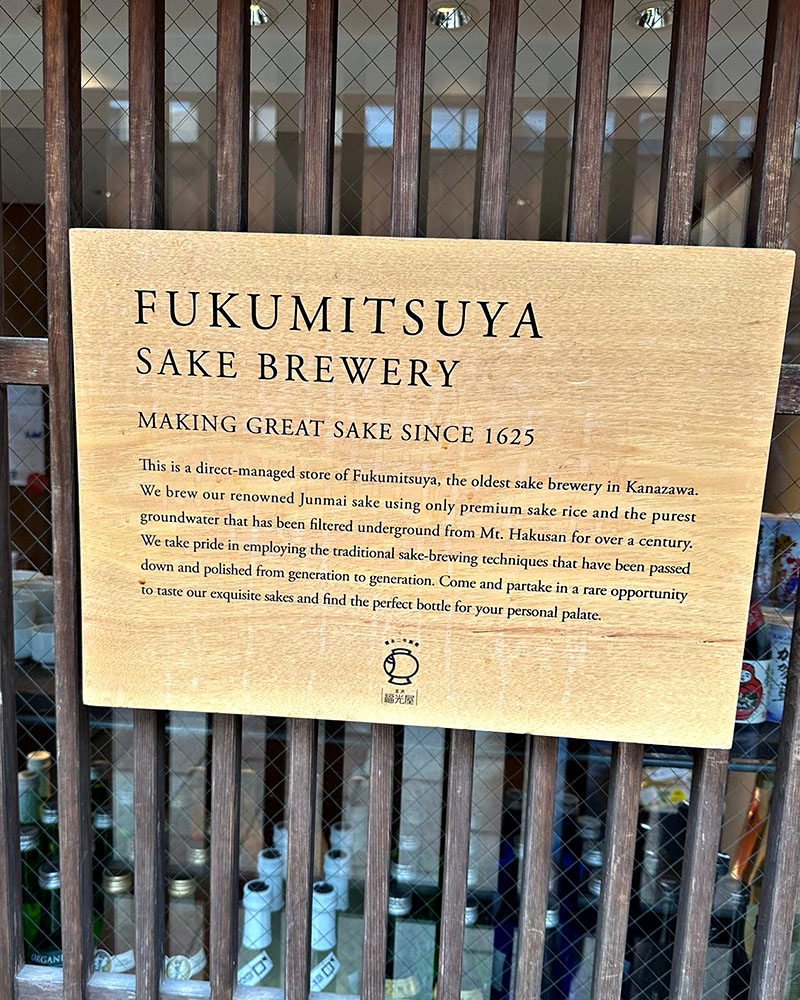 FUKUMITSUYA
SAKE BREWERY
MAKING GREAT SAKE SINCE 1625
This is a direct-managed store of Fukumitsuya, the oldest sake brewery in Kanazawa.
We brew our renowned Junmai sake using only premium sake rice and the purest
groundwater that has been filtered underground from Mt. Hakusan for over a century.
We take pride in employing the traditional sake-brewing techniques that have been passed
down and polished from generation to generation. Come and partake in a rare opportunity
to taste our exquisite sakes and find the perfect bottle for your personal palate.
金沢
福光屋
ORGANI